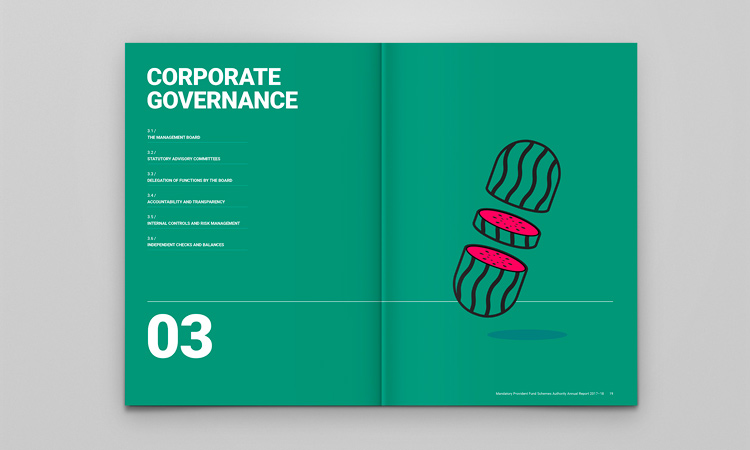 CORPORATE
GOVERNANCE
3.1 /
THE MANAGEMENT BOARD
3.2 /
STATUTORY ADVISORY COMMITTEES
3.3 /
DELEGATION OF FUNCTIONS BY THE BOARD
3.4 /
ACCOUNTABILITY AND TRANSPARENCY
3.5 /
INTERNAL CONTROLS AND RISK MANAGEMENT
3.6 /
INDEPENDENT CHECKS AND BALANCES
03
Mandatory Provident Fund Schemes Authority Annual Report 2017–18 19